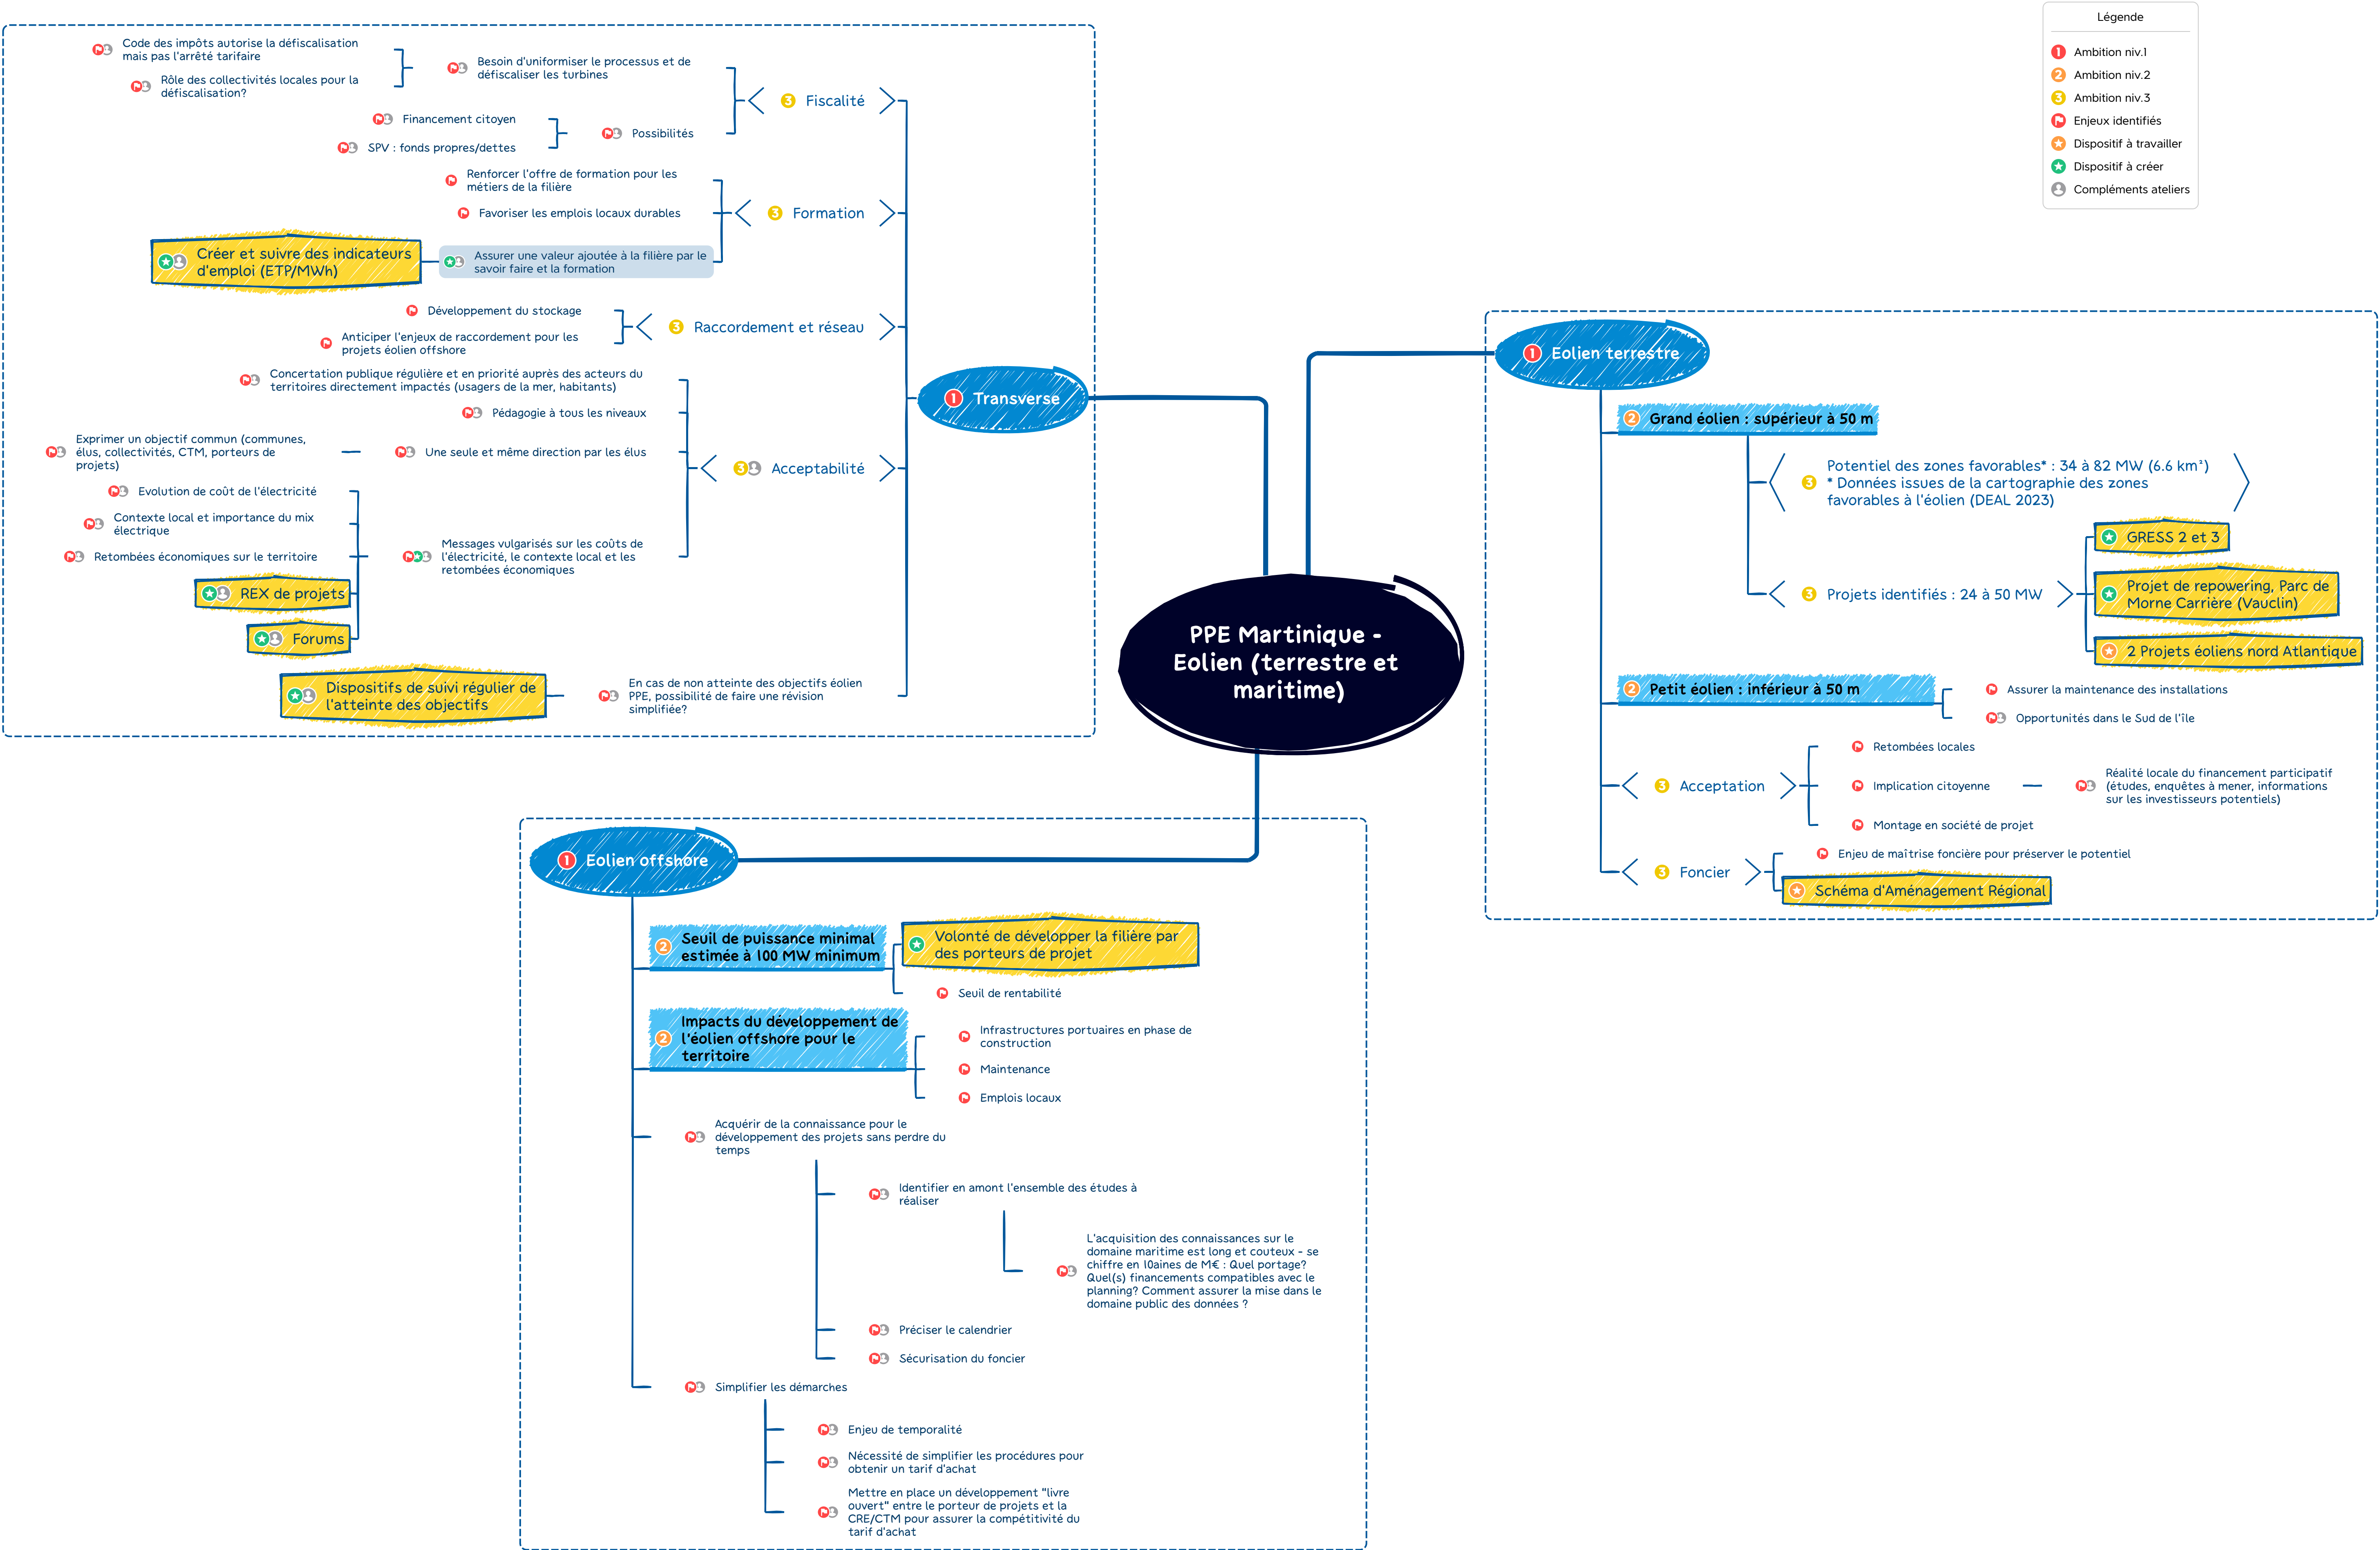 Légende
1 Ambition niv.1
2 Ambition niv.2
3 Ambition niv.3
Enjeux identifiés
Dispositif à travailler
Dispositif à créer
Compléments ateliers
PPE Martinique -
Eolien (terrestre et
maritime)
1 Transverse
3 Fiscalité
Besoin d'uniformiser le processus et de
défiscaliser les turbines
Code des impôts autorise la défiscalisation
mais pas l'arrêté tarifaire
Rôle des collectivités locales pour la
défiscalisation?
Possibilités
Financement citoyen
SPV : fonds propres/dettes
3 Formation
Renforcer l'offre de formation pour les
métiers de la filière
Favoriser les emplois locaux durables
Assurer une valeur ajoutée à la filière par le
savoir faire et la formation
Créer et suivre des indicateurs
d'emploi (ETP/MWh)
3 Raccordement et réseau
Développement du stockage
Anticiper l'enjeux de raccordement pour les
projets éolien offshore
3 Acceptabilité
Concertation publique régulière et en priorité auprès des acteurs du
territoires directement impactés (usagers de la mer, habitants)
Pédagogie à tous les niveaux
Une seule et même direction par les élus
Exprimer un objectif commun (communes,
élus, collectivités, CTM, porteurs de
projets)
Messages vulgarisés sur les coûts de
l'électricité, le contexte local et les
retombées économiques
Evolution de coût de l'électricité
Contexte local et importance du mix
électrique
Retombées économiques sur le territoire
REX de projets
Forums
En cas de non atteinte des objectifs éolien
PPE, possibilité de faire une révision
simplifiée?
Dispositifs de suivi régulier de
l'atteinte des objectifs
1 Eolien terrestre
2 Grand éolien : supérieur à 50 m
3 Potentiel des zones favorables* : 34 à 82 MW (6.6 km²)
* Données issues de la cartographie des zones
favorables à l'éolien (DEAL 2023)
3 Projets identifiés : 24 à 50 MW
GRESS 2 et 3
Projet de repowering, Parc de
Morne Carrière (Vauclin)
2 Projets éoliens nord Atlantique
2 Petit éolien : inférieur à 50 m
Assurer la maintenance des installations
Opportunités dans le Sud de l'île
3 Acceptation
Retombées locales
Implication citoyenne
Réalité locale du financement participatif
(études, enquêtes à mener, informations
sur les investisseurs potentiels)
Montage en société de projet
3 Foncier
Enjeu de maîtrise foncière pour préserver le potentiel
Schéma d'Aménagement Régional
1 Eolien offshore
2 Seuil de puissance minimal
estimée à 100 MW minimum
Volonté de développer la filière par
des porteurs de projet
Seuil de rentabilité
2 Impacts du développement de
l'éolien offshore pour le
territoire
Infrastructures portuaires en phase de
construction
Maintenance
Emplois locaux
Acquérir de la connaissance pour le
développement des projets sans perdre du
temps
Identifier en amont l'ensemble des études à
réaliser
L'acquisition des connaissances sur le
domaine maritime est long et couteux - se
chiffre en 10aines de M€ : Quel portage?
Quel(s) financements compatibles avec le
planning? Comment assurer la mise dans le
domaine public des données ?
Préciser le calendrier
Sécurisation du foncier
Simplifier les démarches
Enjeu de temporalité
Nécessité de simplifier les procédures pour
obtenir un tarif d'achat
Mettre en place un développement "livre
ouvert" entre le porteur de projets et la
CRE/CTM pour assurer la compétitivité du
tarif d'achat